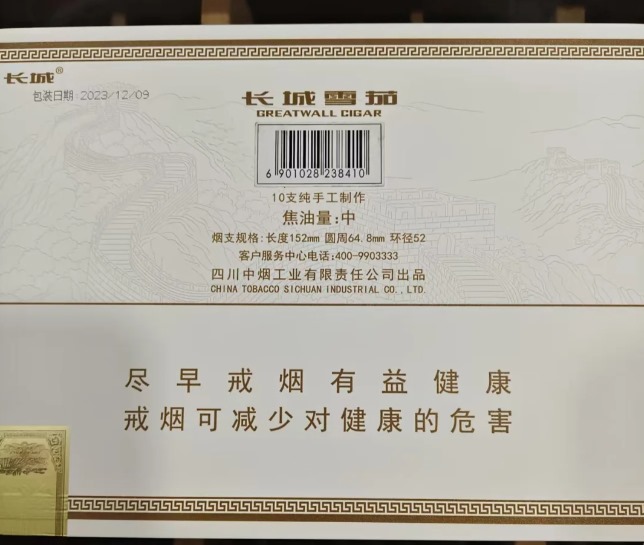 长城®
包装日期 2023/12/09
长城雪茄
GREATWALL CIGAR
6 901028 238410
10支纯手工制作
焦油量:中
烟支规格:长度152mm 圆周64.8mm 环径52
客户服务中心电话:400-9903333
四川中烟工业有限责任公司出品
CHINA TOBACCO SICHUAN INDUSTRIAL CO., LTD.
尽早戒烟有益健康
戒烟可减少对健康的危害